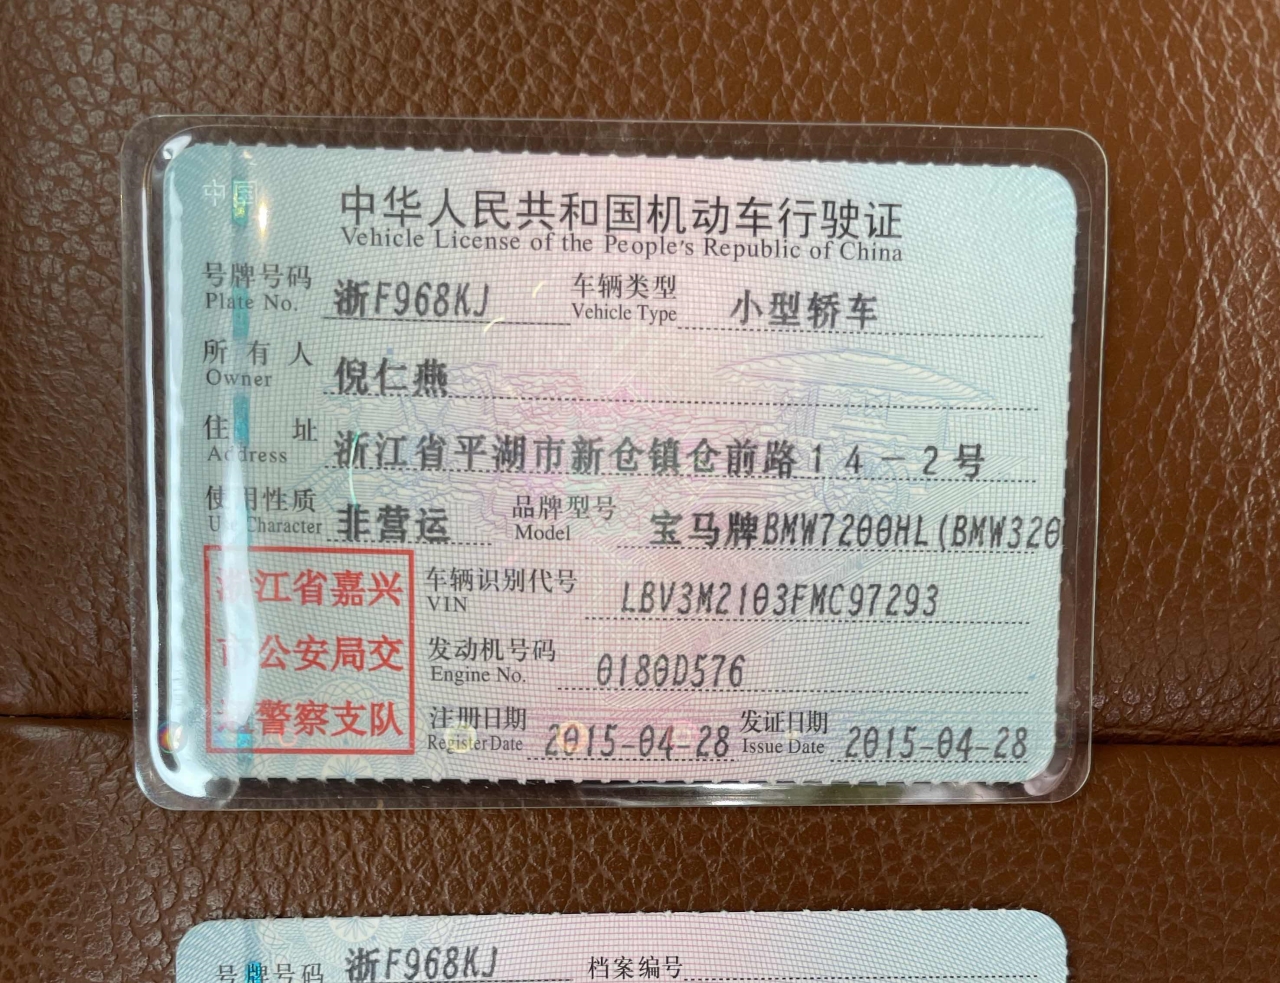 中国
中华人民共和国机动车行驶证
Vehicle License of the People's Republic of China
号牌号码 浙F968KJ 车辆类型 小型轿车
Plate No. Vehicle Type
所有人 倪仁燕
Owner
住址 浙江省平湖市新仓镇仓前路14-2号
Address
使用性质 非营运 品牌型号 宝马牌BMW7200HL(BMW320
Use Character Model
浙江省嘉兴
市公安局交
通警察支队
车辆识别代号 LBV3M2103FMC97293
VIN
发动机号码 0180D576
Engine No.
注册日期 2015-04-28 发证日期 2015-04-28
Register Date Issue Date
号牌号码 浙F968KJ 档案编号